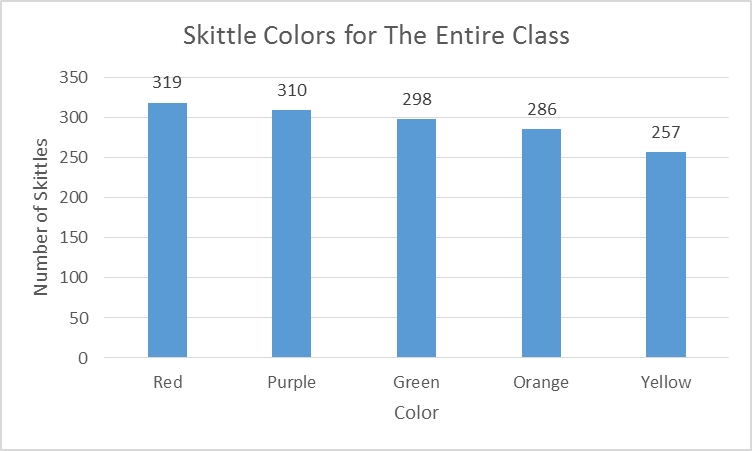 Skittle Colors for The Entire Class
350
300
250
200
150
100
50
0
Number of Skittles
319
310
298
286
257
Red
Purple
Green
Orange
Yellow
Color